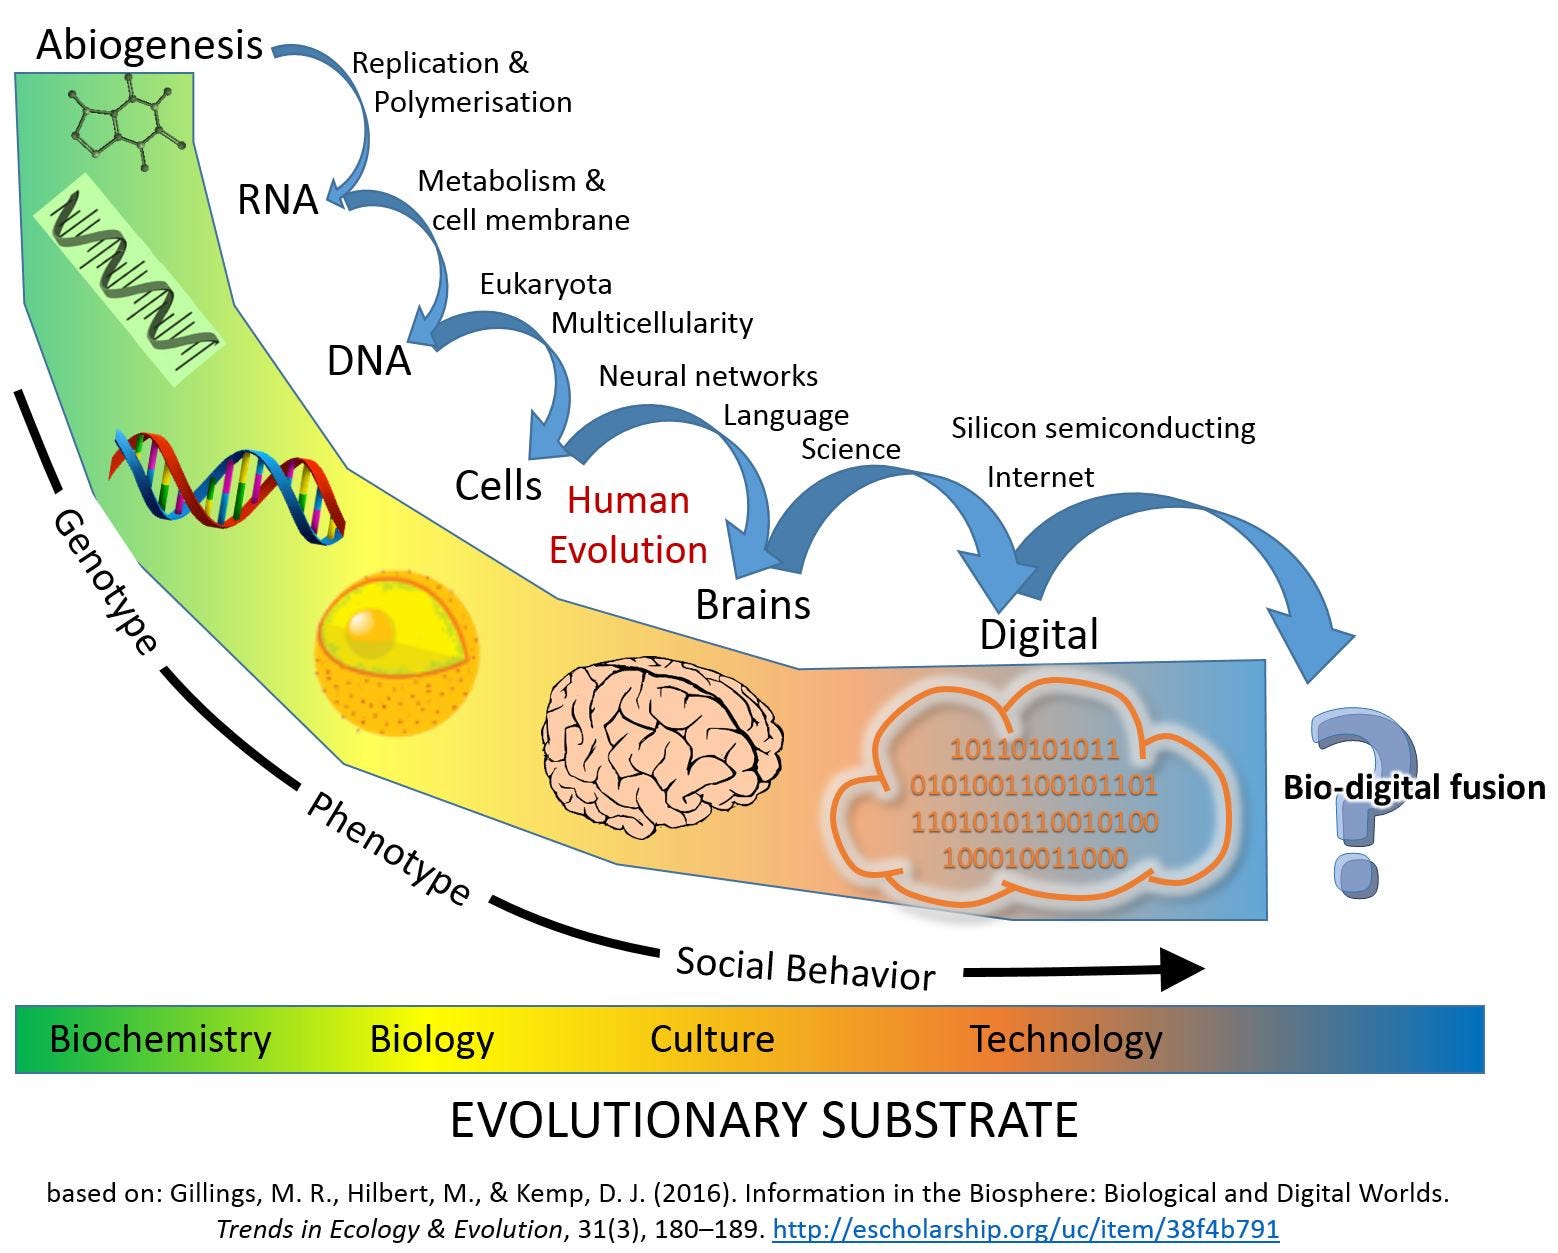 Abiogenesis
Replication &
Polymerisation
RNA
Metabolism &
cell membrane
DNA
Eukaryota
Multicellularity
Cells
Neural networks
Language
Science
Human
Evolution
Brains
Silicon semiconducting
Internet
Digital
10110101011
0101001100101101
1101010110010100
100010011000
?
Bio-digital fusion
Genotype
Phenotype
Social Behavior
Biochemistry
Biology
Culture
Technology
EVOLUTIONARY SUBSTRATE
based on: Gillings, M. R., Hilbert, M., & Kemp, D. J. (2016). Information in the Biosphere: Biological and Digital Worlds.
Trends in Ecology & Evolution, 31(3), 180–189. http://escholarship.org/uc/item/38f4b791